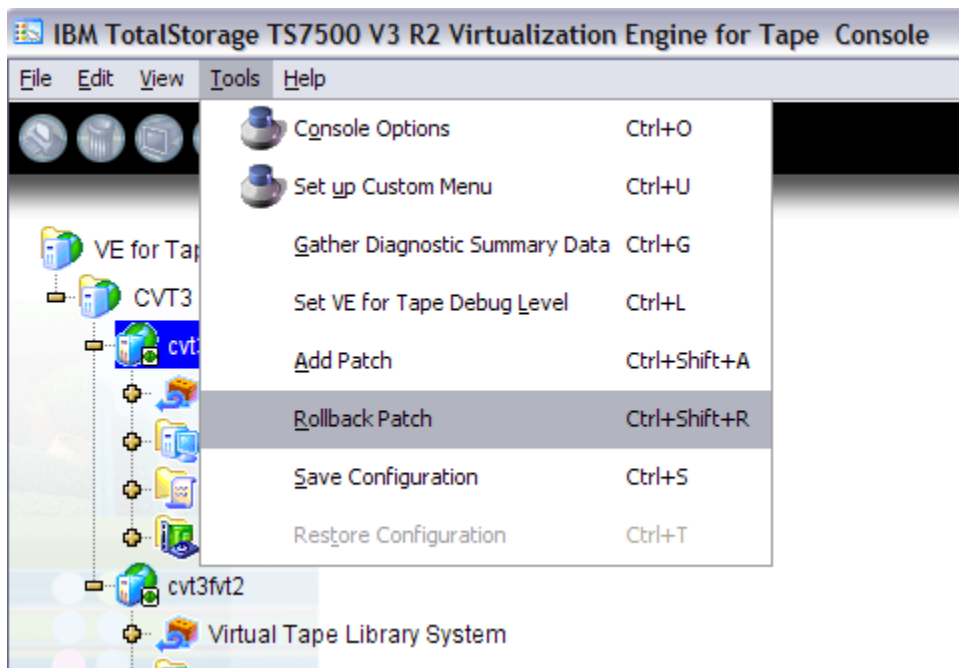 IBM TotalStorage TS7500 V3 R2 Virtualization Engine for Tape Console
File Edit View Tools Help
Console Options Ctrl+O
Set up Custom Menu Ctrl+U
Gather Diagnostic Summary Data Ctrl+G
VE for Tap
Set VE for Tape Debug Level Ctrl+L
CVT3
Add Patch Ctrl+Shift+A
cvt
Rollback Patch Ctrl+Shift+R
Save Configuration Ctrl+S
Restore Configuration Ctrl+T
cvt3fvt2
Virtual Tape Library System